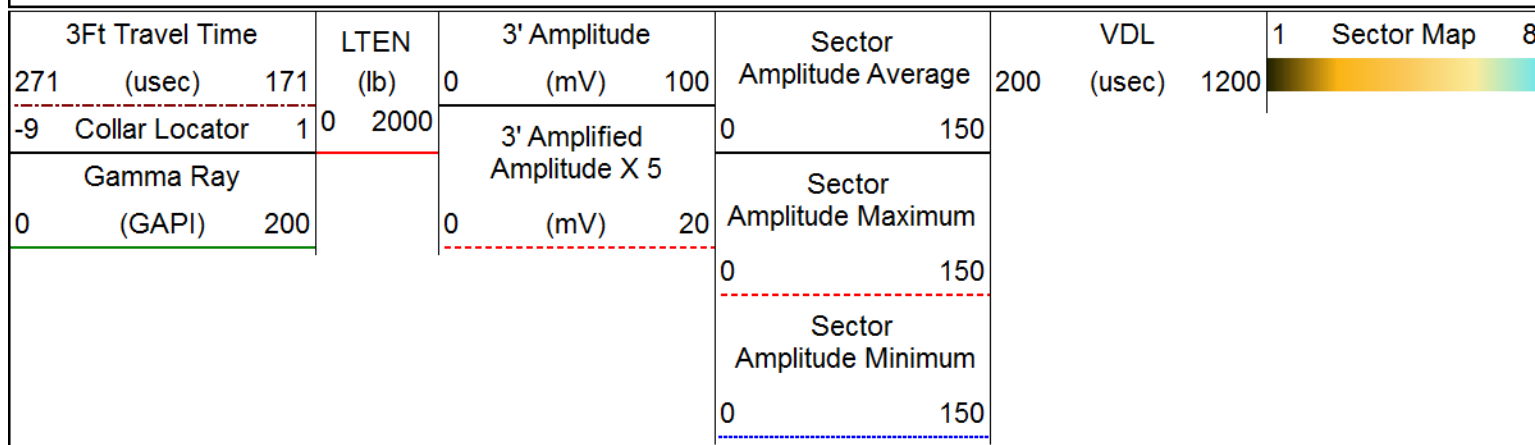 3Ft Travel Time
271 (usec) 171
-9 Collar Locator 1
Gamma Ray
0 (GAPI) 200
LTEN
(lb)
0 2000
3' Amplitude
0 (mV) 100
3' Amplified
Amplitude X 5
0 (mV) 20
Sector
Amplitude Average
0 150
Sector
Amplitude Maximum
0 150
Sector
Amplitude Minimum
0 150
VDL
200 (usec) 1200
1 Sector Map 8